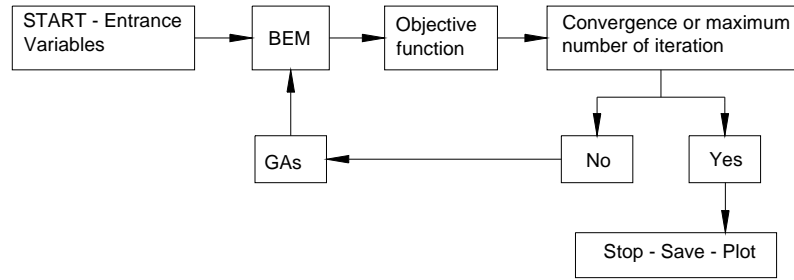 START - Entrance
Variables
BEM
Objective
function
Convergence or maximum
number of iteration
GAs
No
Yes
Stop - Save - Plot